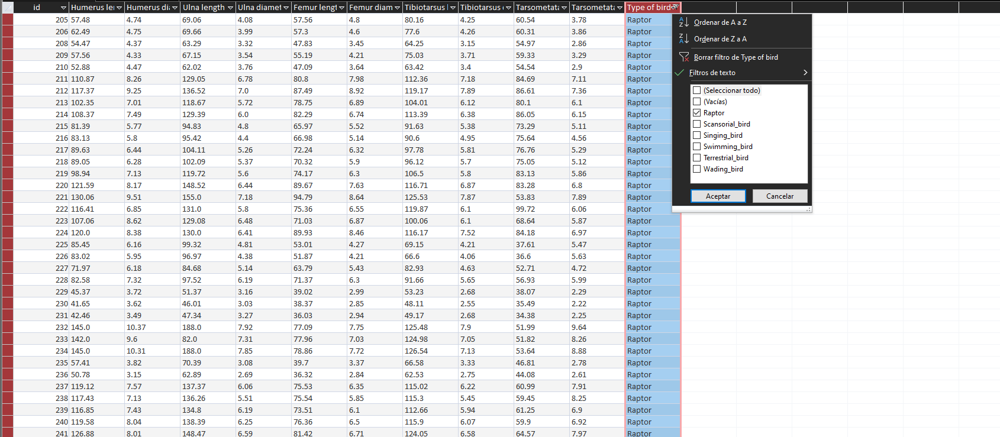 id Humerus le Humerus di Ulna length Ulna diamet Femur lengt Femur diam Tibiotarsus Tibiotarsus Tarsometata Tarsometata Type of bird
205 57.48 4.74 69.06 4.08 57.56 4.8 80.16 4.25 60.54 3.78 Raptor
206 62.49 4.75 69.66 3.99 57.3 4.6 77.6 4.26 60.31 3.86 Raptor
208 54.47 4.37 63.29 3.32 47.83 3.45 64.25 3.15 54.97 2.86 Raptor
209 57.56 4.33 67.15 3.54 55.19 4.21 75.03 3.71 59.33 3.29 Raptor
210 52.88 4.47 62.02 3.76 47.09 3.64 63.42 3.4 54.54 2.9 Raptor
211 110.87 8.26 129.05 6.78 80.8 7.98 112.36 7.18 84.69 7.11 Raptor
212 117.37 9.25 136.52 7.0 87.49 8.92 119.17 7.89 86.61 7.36 Raptor
213 102.35 7.01 118.67 5.72 78.75 6.89 104.01 6.12 80.1 6.1 Raptor
214 108.37 7.49 129.39 6.0 82.29 6.74 113.39 6.38 86.05 6.15 Raptor
215 81.39 5.77 94.83 4.8 65.97 5.52 91.63 5.38 73.29 5.11 Raptor
216 83.13 5.8 95.42 4.4 66.98 5.14 90.6 4.95 75.64 4.56 Raptor
217 89.63 6.44 104.11 5.26 72.24 6.32 97.78 5.81 76.76 5.29 Raptor
218 89.05 6.28 102.09 5.37 70.32 5.9 96.12 5.7 75.05 5.12 Raptor
219 98.94 7.13 119.72 5.6 74.17 6.3 106.5 5.8 83.13 5.86 Raptor
220 121.59 8.17 148.52 6.44 89.67 7.63 116.71 6.87 83.28 6.8 Raptor
221 130.06 9.51 155.0 7.18 94.79 8.64 125.53 7.87 53.83 7.89 Raptor
222 116.41 6.85 131.0 5.8 75.36 6.55 119.87 6.1 99.72 6.06 Raptor
223 107.06 8.62 129.08 6.48 71.03 6.87 100.06 6.1 68.64 5.87 Raptor
224 120.0 8.38 130.0 6.41 89.93 8.46 116.17 7.52 84.18 6.97 Raptor
225 85.45 6.16 99.32 4.81 53.01 4.27 69.15 4.21 37.61 5.47 Raptor
226 83.02 5.95 96.97 4.38 51.87 4.21 66.6 4.06 36.6 5.63 Raptor
227 71.97 6.18 84.68 5.14 63.79 5.43 82.93 4.63 52.71 4.72 Raptor
228 82.58 7.32 97.52 6.19 71.37 6.3 91.66 5.65 56.93 5.99 Raptor
229 45.37 3.72 51.37 3.16 39.02 2.99 53.23 2.68 38.07 2.29 Raptor
230 41.65 3.62 46.01 3.03 38.37 2.85 48.11 2.55 35.49 2.22 Raptor
231 42.46 3.49 47.34 3.27 36.03 2.94 49.17 2.68 34.38 2.25 Raptor
232 145.0 10.37 188.0 7.92 77.09 7.75 125.48 7.9 51.99 9.64 Raptor
233 142.0 9.6 82.0 7.31 77.96 7.03 124.98 7.05 51.82 8.26 Raptor
234 145.0 10.31 188.0 7.85 78.86 7.72 126.54 7.13 53.64 8.88 Raptor
235 57.41 3.82 70.39 3.08 39.7 3.37 66.58 3.33 46.81 2.78 Raptor
236 50.78 3.15 62.89 2.69 36.32 2.84 62.53 2.75 44.08 2.61 Raptor
237 119.12 7.57 137.37 6.06 75.53 6.35 115.02 6.22 60.99 7.91 Raptor
238 117.43 7.13 136.26 5.51 75.54 5.85 115.3 5.45 59.45 8.25 Raptor
239 116.85 7.43 134.8 6.19 73.51 6.1 112.66 5.94 61.25 6.9 Raptor
240 119.58 8.04 138.39 6.25 76.36 6.5 115.9 6.07 59.9 6.92 Raptor
241 126.88 8.01 148.47 6.59 81.42 6.71 124.05 6.58 64.57 7.97 Raptor
Ordenar de A a Z
Ordenar de Z a A
Borrar filtro de Type of bird
Filtros de texto
(Seleccionar todo)
(Vacías)
Raptor
Scansorial_bird
Singing_bird
Swimming_bird
Terrestrial_bird
Wading_bird
Aceptar Cancelar